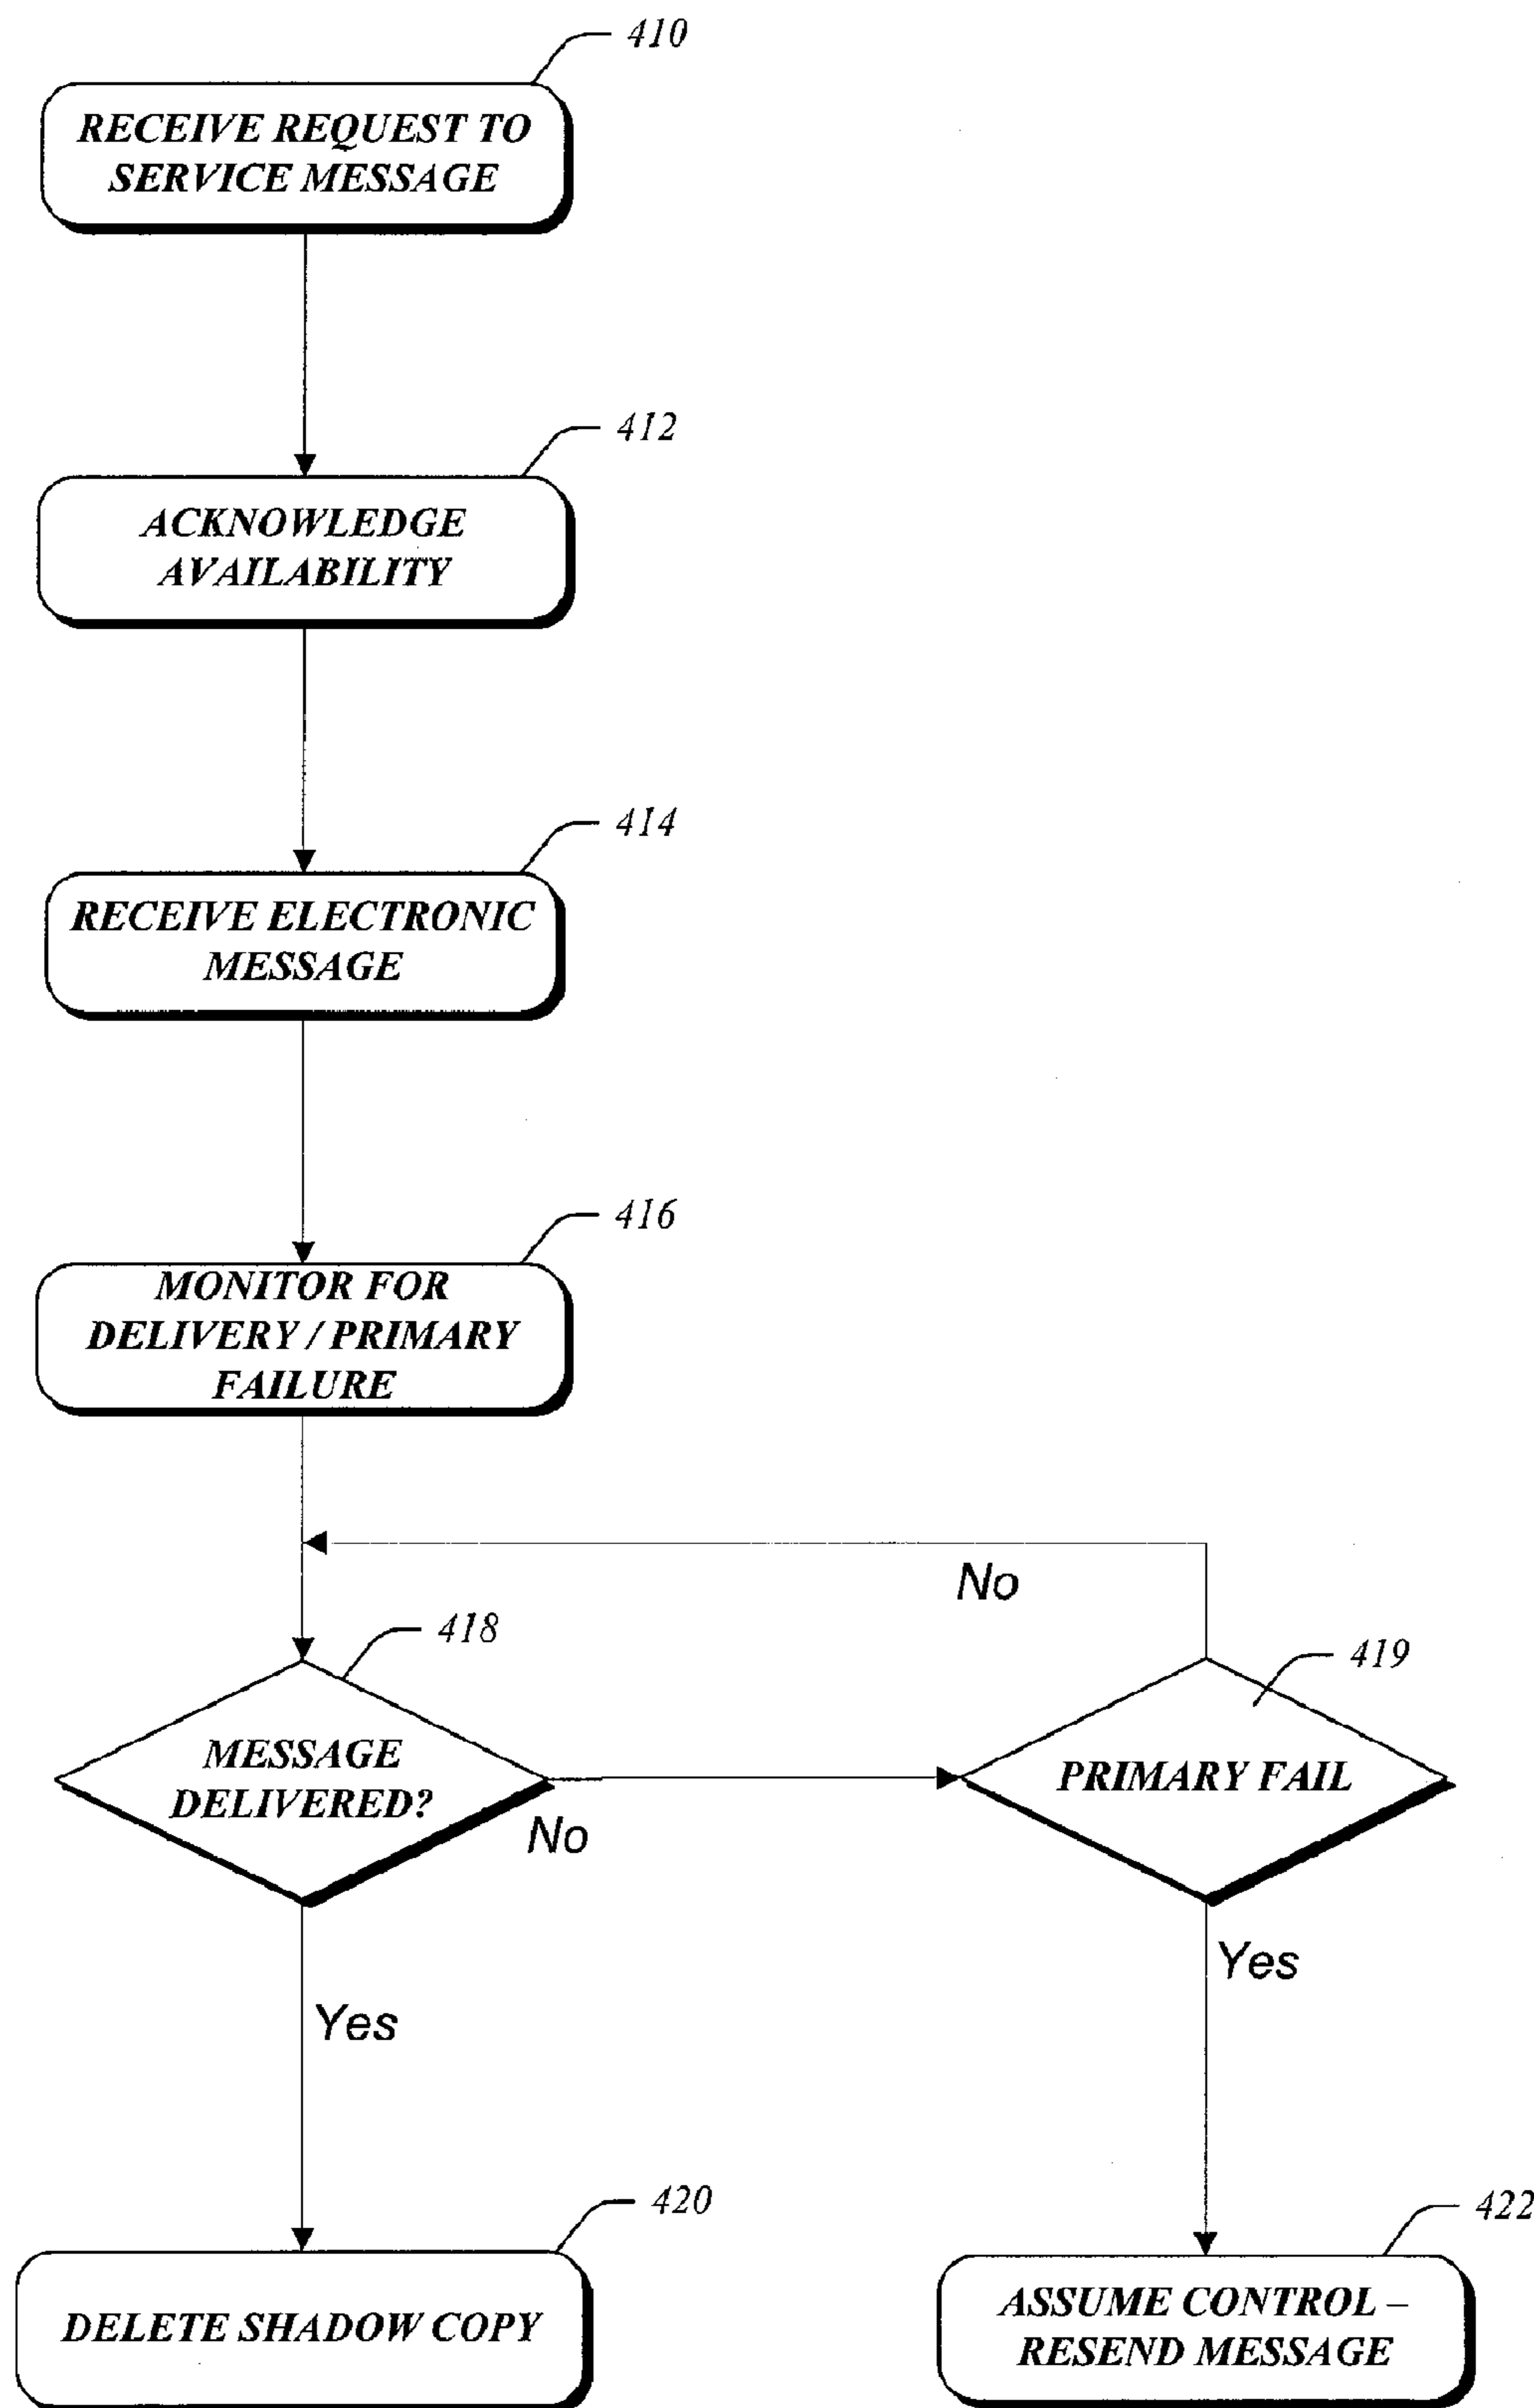 410
RECEIVE REQUEST TO
SERVICE MESSAGE
412
ACKNOWLEDGE
AVAILABILITY
414
RECEIVE ELECTRONIC
MESSAGE
416
MONITOR FOR
DELIVERY / PRIMARY
FAILURE
No
418
MESSAGE
DELIVERED?
No
419
PRIMARY FAIL
Yes
Yes
420
DELETE SHADOW COPY
422
ASSUME CONTROL –
RESEND MESSAGE